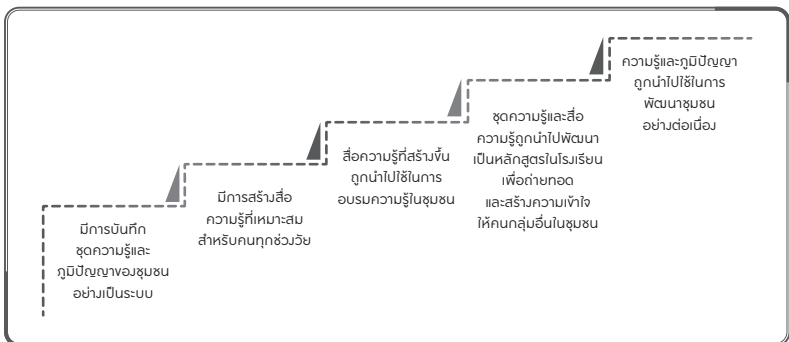 มีการบันทึก
ชุดความรู้และ
ภูมิปัญญาของชุมชน
อย่างเป็นระบบ
มีการสร้างสื่อ
ความรู้ที่เหมาะสม
สำหรับคนทุกช่วงวัย
สื่อความรู้ที่สร้างขึ้น
ถูกนำไปใช้ในการ
อบรมความรู้ในชุมชน
ชุดความรู้และสื่อ
ความรู้ถูกนำไปพัฒนา
เป็นหลักสูตรในโรงเรียน
เพื่อถ่ายทอด
และสร้างความเข้าใจ
ให้คนกลุ่มอื่นในชุมชน
ความรู้และภูมิปัญญา
ถูกนำไปใช้ในการ
พัฒนาชุมชน
อย่างต่อเนื่อง